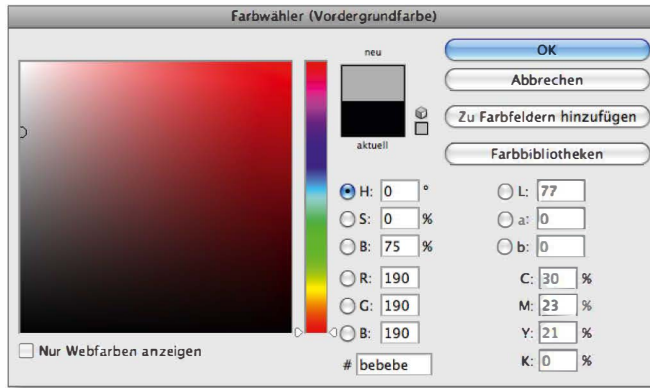 Farbwähler (Vordergrundfarbe)
neu
aktuell
OK
Abbrechen
Zu Farbfeldern hinzufügen
Farbbibliotheken
H: 0 °
S: 0 %
B: 75 %
R: 190
G: 190
B: 190
# bebebe
L: 77
a: 0
b: 0
C: 30 %
M: 23 %
Y: 21 %
K: 0 %
Nur Webfarben anzeigen